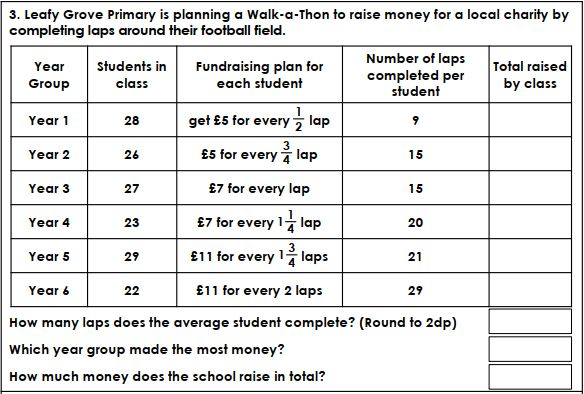 3. Leafy Grove Primary is planning a Walk-a-Thon to raise money for a local charity by
completing laps around their football field.
Year Group | Students in class | Fundraising plan for each student | Number of laps completed per student | Total raised by class
Year 1 | 28 | get £5 for every 1/2 lap | 9
Year 2 | 26 | £5 for every 3/4 lap | 15
Year 3 | 27 | £7 for every lap | 15
Year 4 | 23 | £7 for every 1 1/4 lap | 20
Year 5 | 29 | £11 for every 1 3/4 laps | 21
Year 6 | 22 | £11 for every 2 laps | 29
How many laps does the average student complete? (Round to 2dp)
Which year group made the most money?
How much money does the school raise in total?